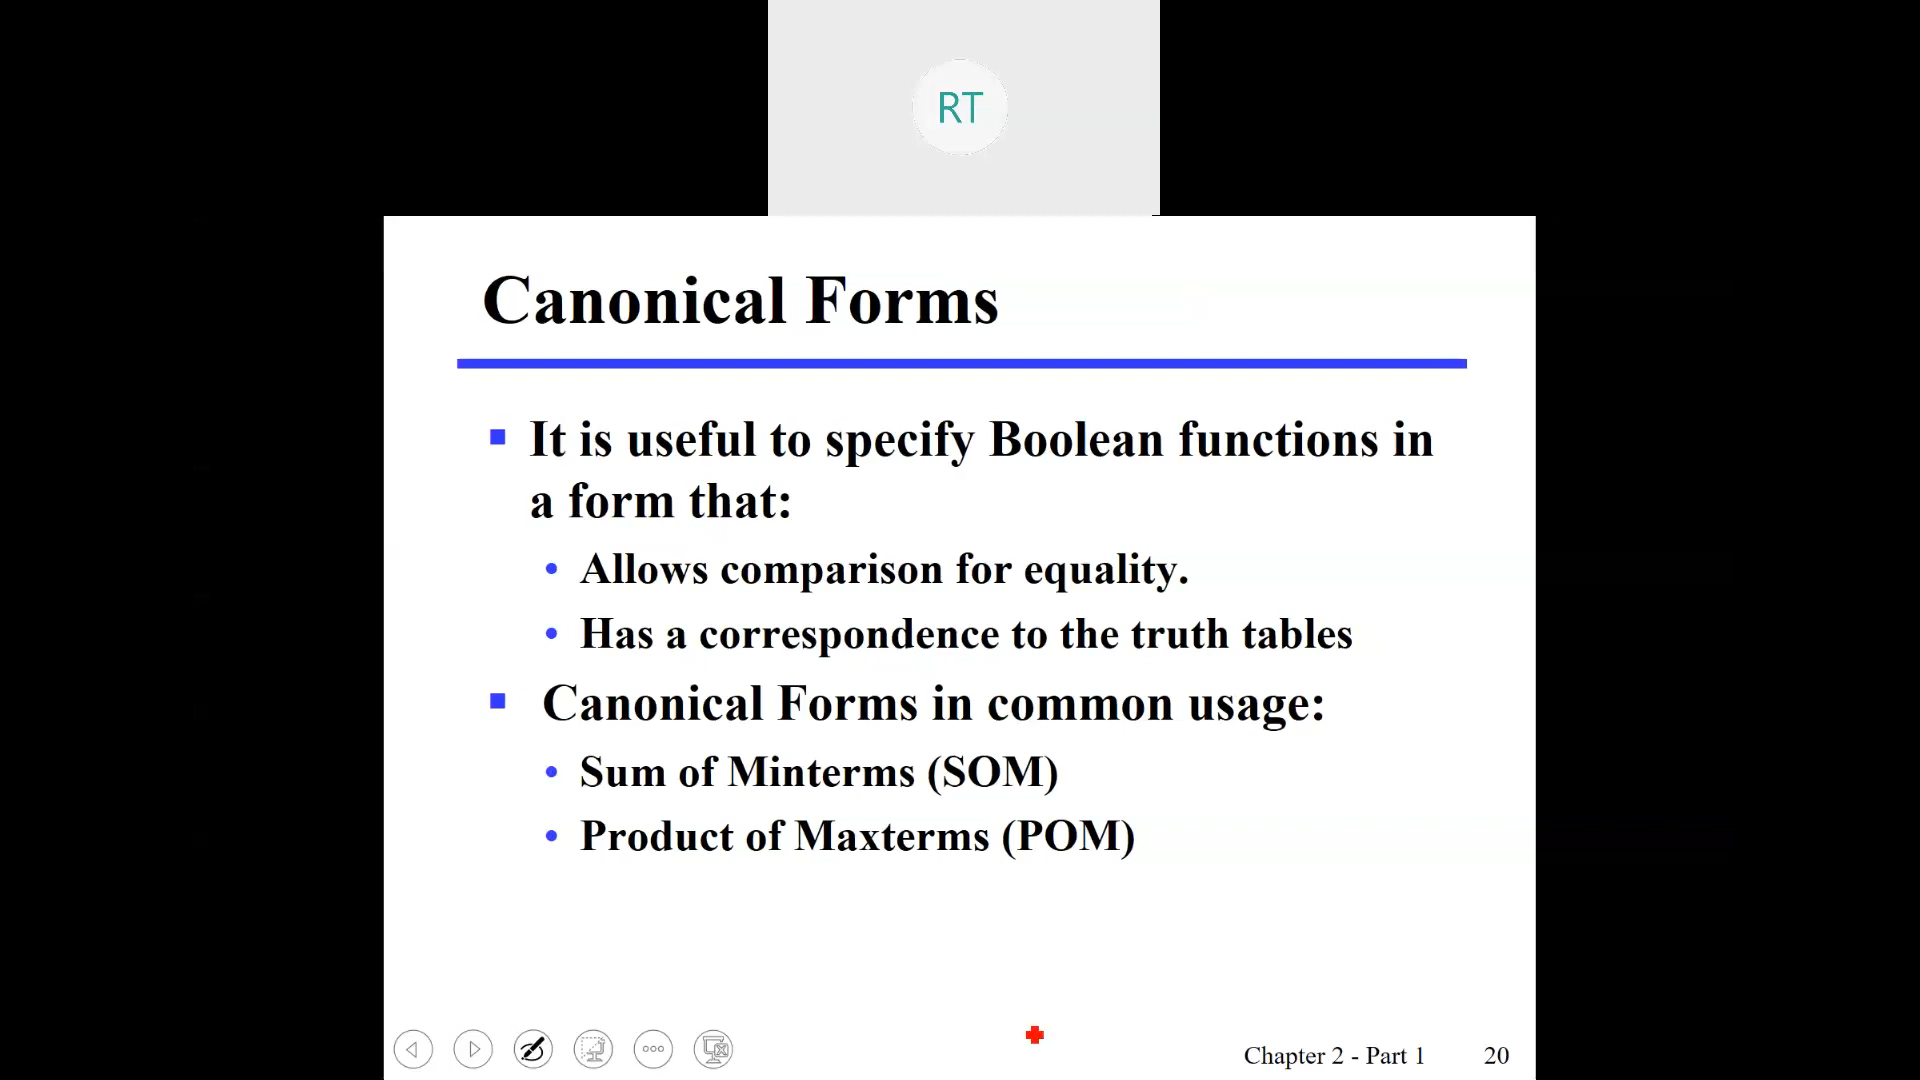 RT
Canonical Forms
It is useful to specify Boolean functions in
a form that:
Allows comparison for equality.
Has a correspondence to the truth tables
Canonical Forms in common usage:
Sum of Minterms (SOM)
Product of Maxterms (POM)
Chapter 2 - Part 1 20